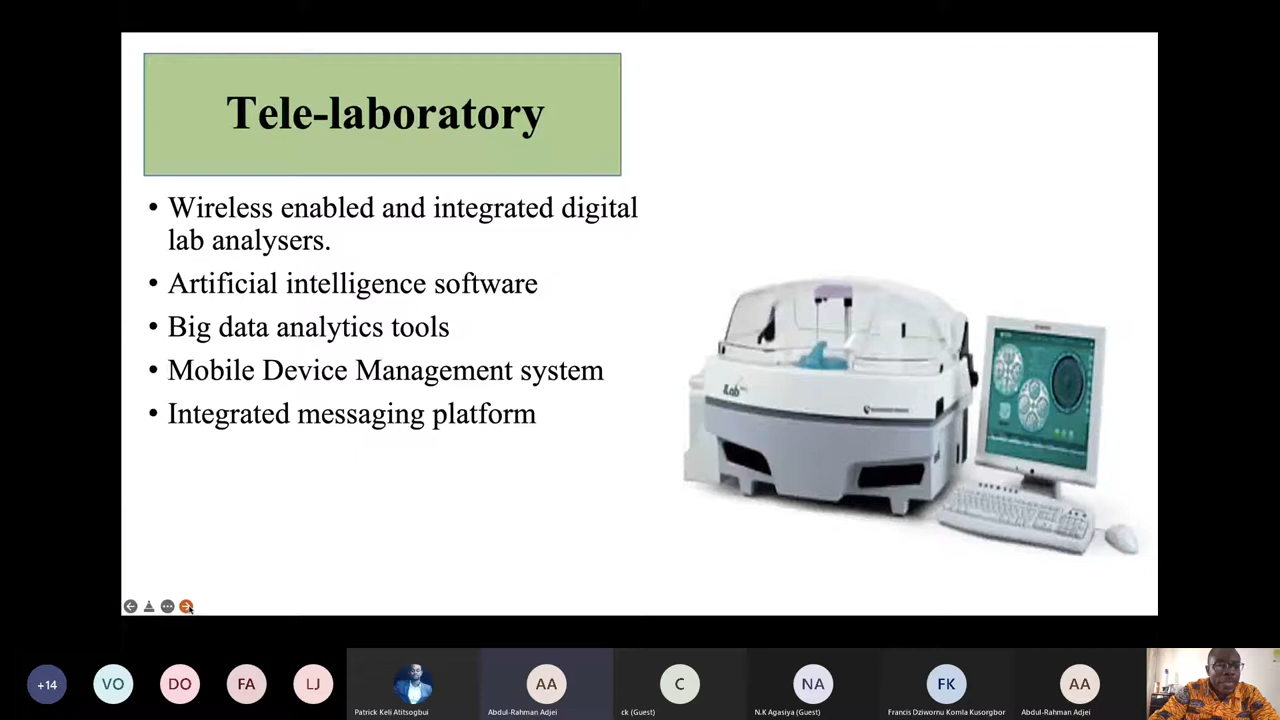 Tele-laboratory
• Wireless enabled and integrated digital
lab analysers.
• Artificial intelligence software
• Big data analytics tools
• Mobile Device Management system
• Integrated messaging platform
iLab
+14
VO
DO
FA
LJ
AA
C
NA
FK
AA
Patrick Keli Atitsogbui
Abdul-Rahman Adjei
ck (Guest)
N.K Agasiya (Guest)
Francis Dziwornu Komla Kusorgbor
Abdul-Rahman Adjei